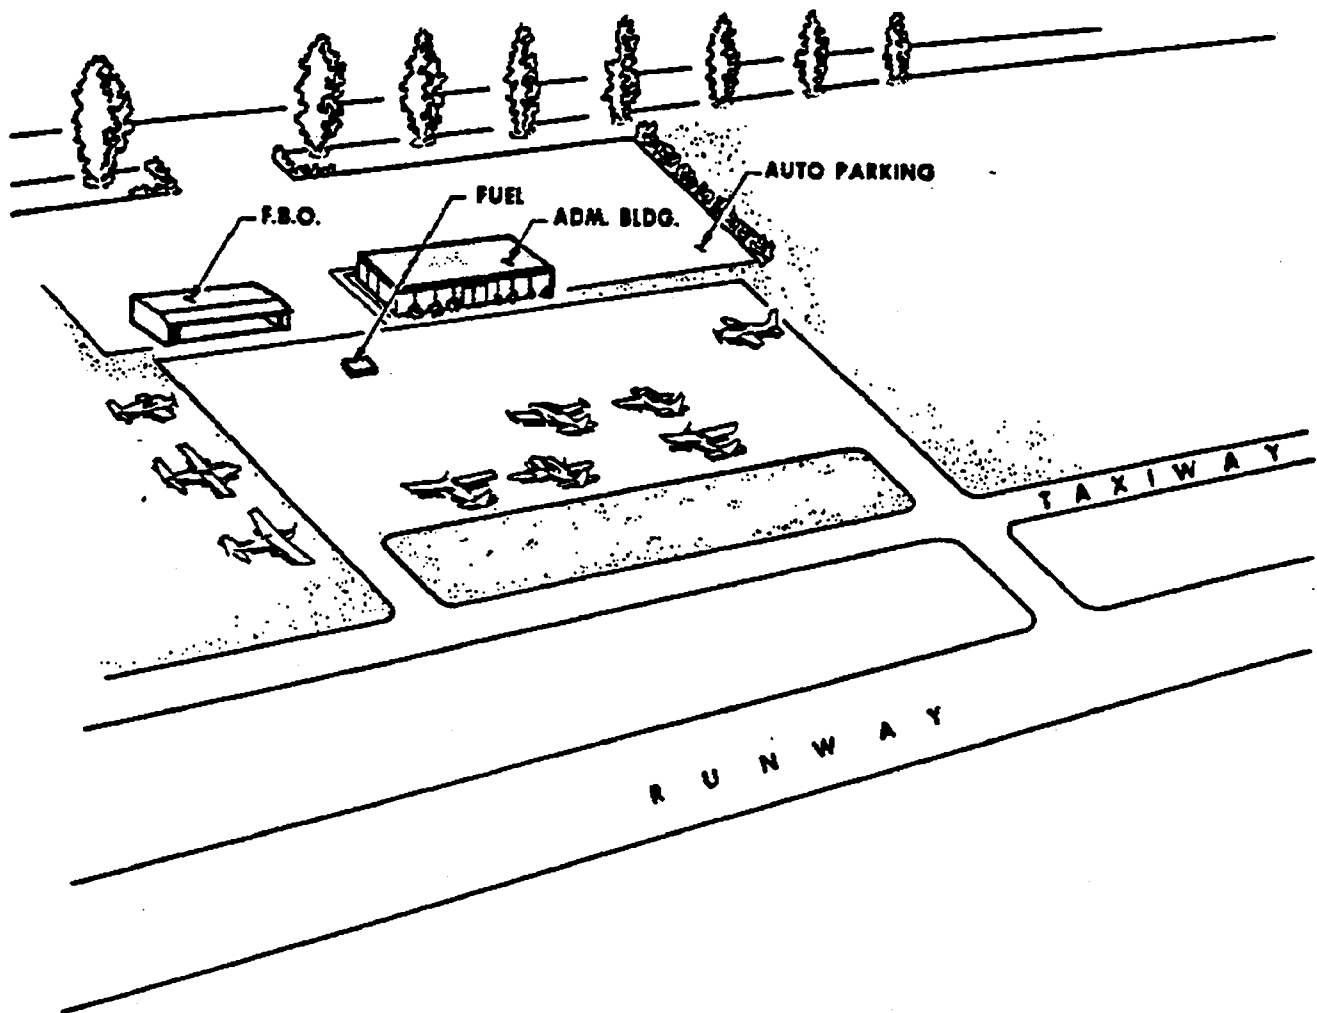 AUTO PARKING
FUEL
F.B.O.
ADM. BLDG.
TAXIWAY
RUNWAY